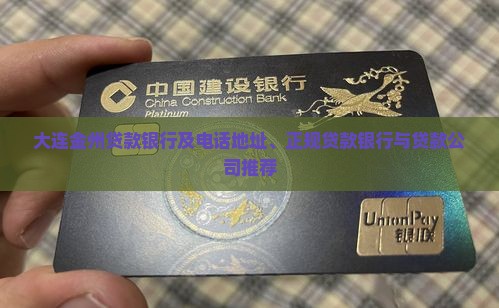 中国建设银行
China Construction Bank
Platinum
大连金州贷款银行及电话地址、正规贷款银行与贷款公
司推荐
UnionPay
银联